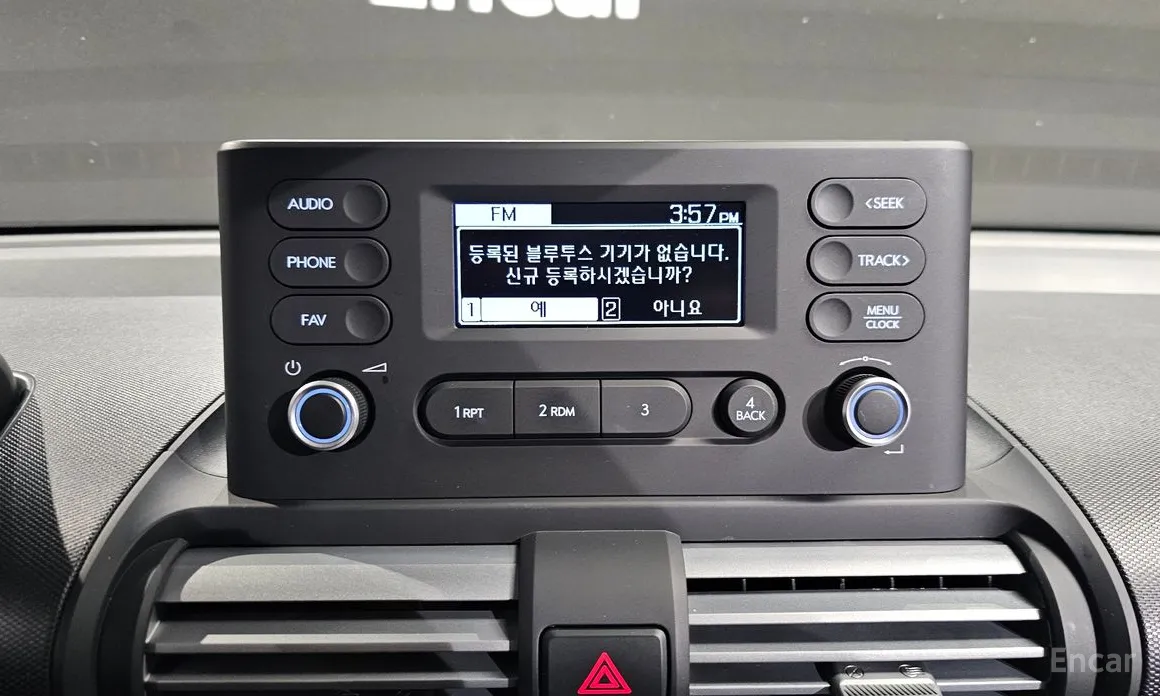 Encar
AUDIO
PHONE
FAV
FM 3:57 PM
등록된 블루투스 기기가 없습니다.
신규 등록하시겠습니까?
1 예 2 아니요
<SEEK
TRACK>
MENU
CLOCK
1 RPT
2 RDM
3
4
BACK
Encar